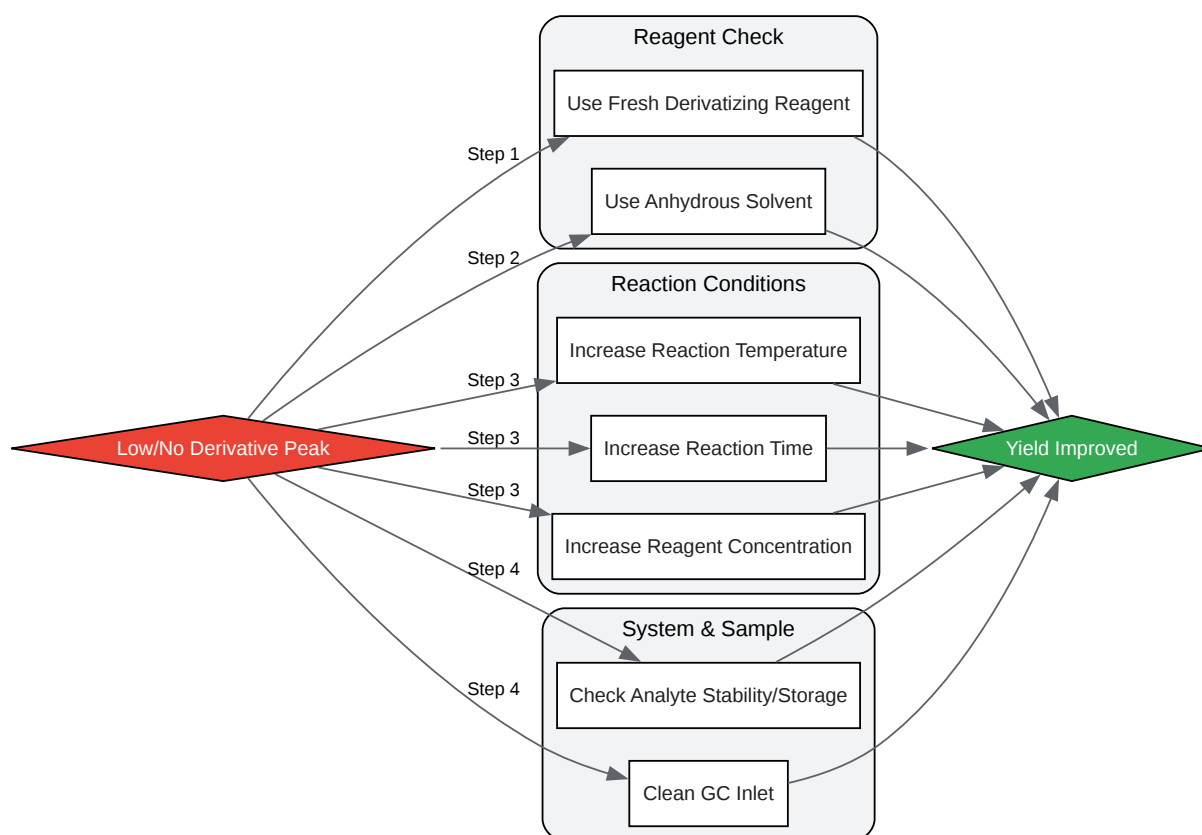 Reagent Check
Use Fresh Derivatizing Reagent
Step 1
Use Anhydrous Solvent
Step 2
Reaction Conditions
Increase Reaction Temperature
Step 3
Low/No Derivative Peak
Step 3
Increase Reaction Time
Yield Improved
Step 3
Increase Reagent Concentration
Step 4
System & Sample
Check Analyte Stability/Storage
Step 4
Clean GC Inlet